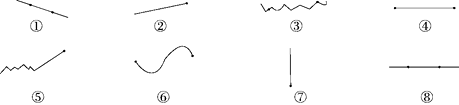 ① ② ③ ④
⑤ ⑥ ⑦ ⑧